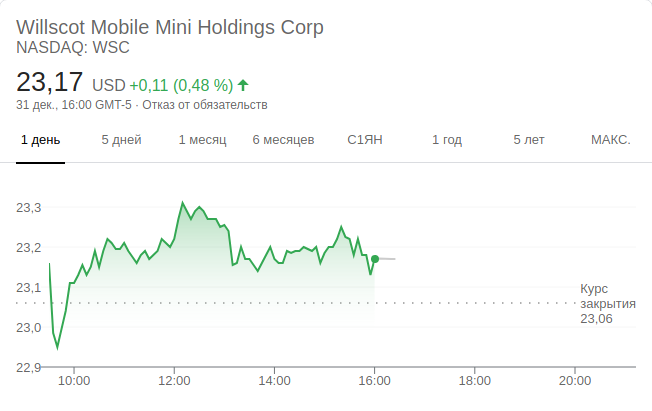 Willscot Mobile Mini Holdings Corp
NASDAQ: WSC
23,17 USD +0,11 (0,48 %)
31 дек., 16:00 GMT-5 · Отказ от обязательств
1 день 5 дней 1 месяц 6 месяцев С1ЯН 1 год 5 лет МАКС.
23,3
23,2
23,1
23,0
22,9
Курс
закрытия
23,06
10:00 12:00 14:00 16:00 18:00 20:00